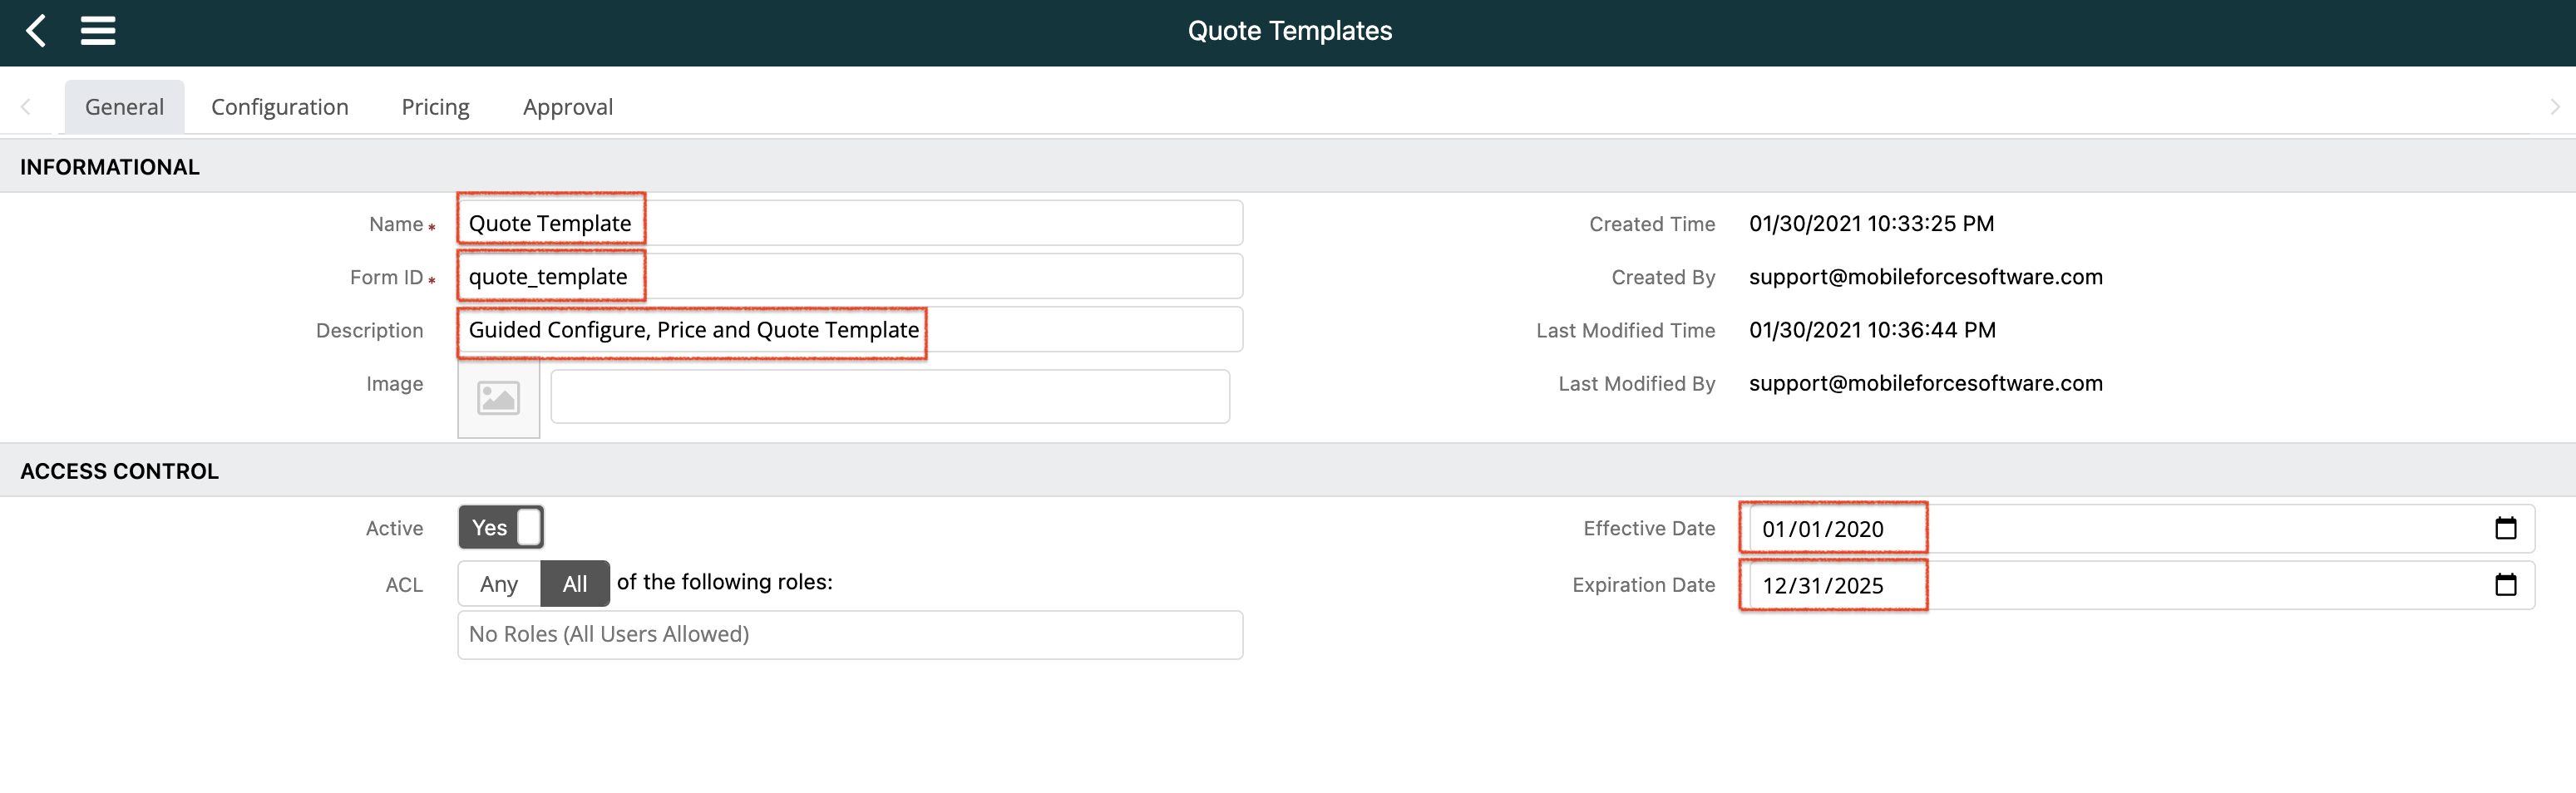 Quote Templates
General Configuration Pricing Approval
INFORMATIONAL
Name * Quote Template
Form ID * quote_template
Description Guided Configure, Price and Quote Template
Image
Created Time 01/30/2021 10:33:25 PM
Created By support@mobileforcesoftware.com
Last Modified Time 01/30/2021 10:36:44 PM
Last Modified By support@mobileforcesoftware.com
ACCESS CONTROL
Active Yes
ACL Any All of the following roles:
No Roles (All Users Allowed)
Effective Date 01/01/2020
Expiration Date 12/31/2025